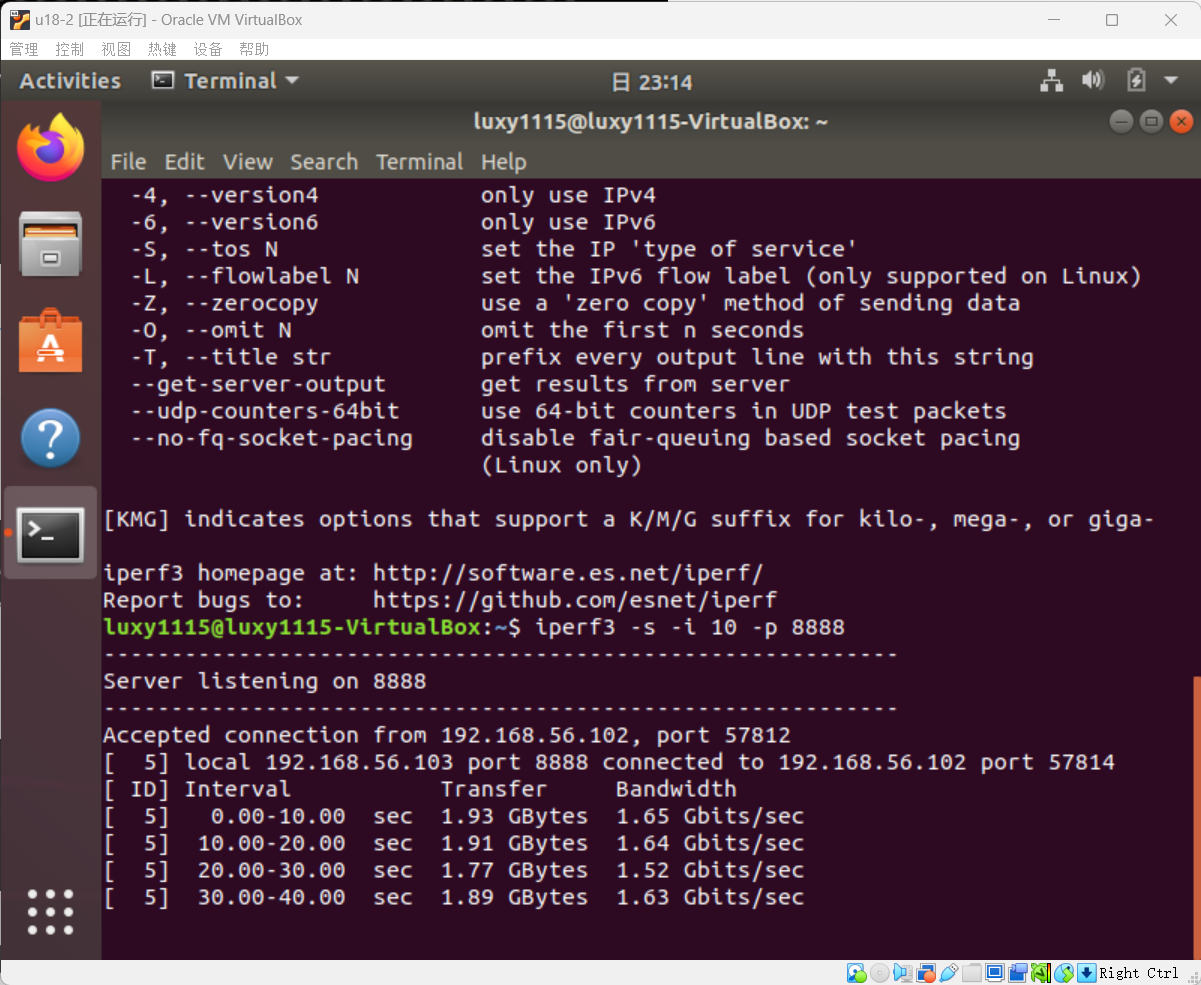 u18-2 [正在运行] - Oracle VM VirtualBox
管理 控制 视图 热键 设备 帮助
Activities Terminal 日 23:14
luxy1115@luxy1115-VirtualBox: ~
File Edit View Search Terminal Help
-4, --version4 only use IPv4
-6, --version6 only use IPv6
-S, --tos N set the IP 'type of service'
-L, --flowlabel N set the IPv6 flow label (only supported on Linux)
-Z, --zerocopy use a 'zero copy' method of sending data
-O, --omit N omit the first n seconds
-T, --title str prefix every output line with this string
--get-server-output get results from server
--udp-counters-64bit use 64-bit counters in UDP test packets
--no-fq-socket-pacing disable fair-queuing based socket pacing
(Linux only)
[KMG] indicates options that support a K/M/G suffix for kilo-, mega-, or giga-
iperf3 homepage at: http://software.es.net/iperf/
Report bugs to: https://github.com/esnet/iperf
luxy1115@luxy1115-VirtualBox:~$ iperf3 -s -i 10 -p 8888
-----------------------------------------------------------
Server listening on 8888
-----------------------------------------------------------
Accepted connection from 192.168.56.102, port 57812
[  5] local 192.168.56.103 port 8888 connected to 192.168.56.102 port 57814
[ ID] Interval Transfer Bandwidth
[  5] 0.00-10.00 sec 1.93 GBytes 1.65 Gbits/sec
[  5] 10.00-20.00 sec 1.91 GBytes 1.64 Gbits/sec
[  5] 20.00-30.00 sec 1.77 GBytes 1.52 Gbits/sec
[  5] 30.00-40.00 sec 1.89 GBytes 1.63 Gbits/sec
Right Ctrl